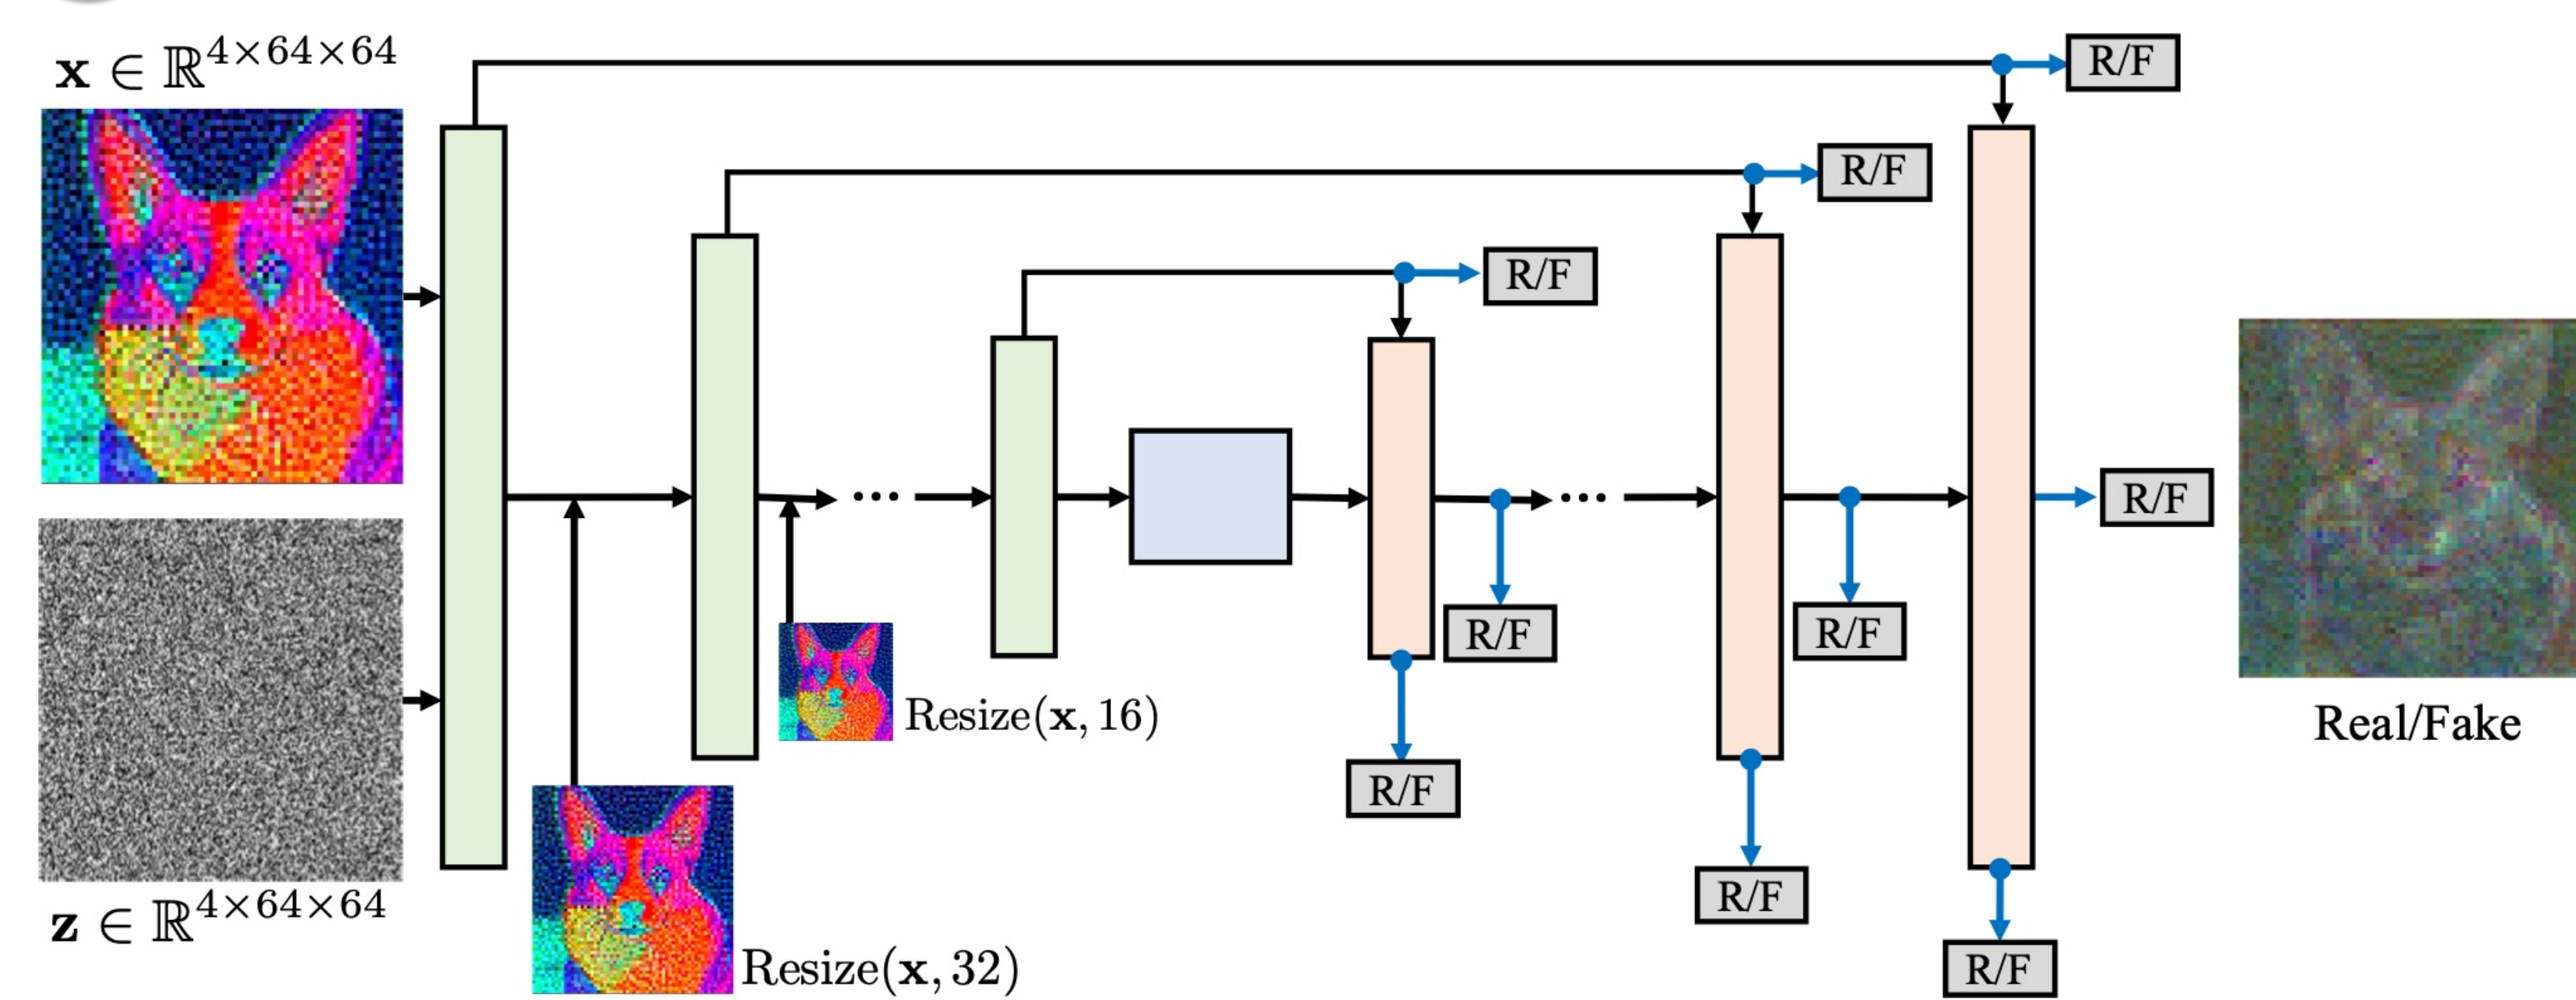 x ∈ ℝ^{4×64×64}
R/F
R/F
R/F
R/F
R/F
R/F
Resize(x, 16)
Real/Fake
R/F
R/F
z ∈ ℝ^{4×64×64}
Resize(x, 32)
R/F